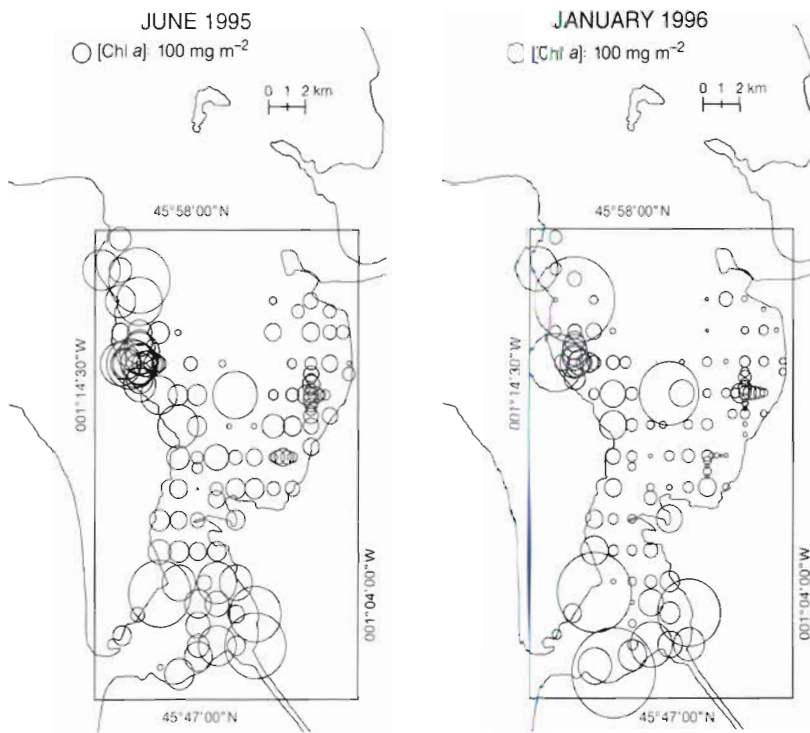 JUNE 1995
[Chl a]: 100 mg m⁻²
0 1 2 km
45°58'00"N
001°14'30"W
001°04'00"W
45°47'00"N
JANUARY 1996
[Chl a]: 100 mg m⁻²
0 1 2 km
45°58'00"N
001°14'30"W
001°04'00"W
45°47'00"N